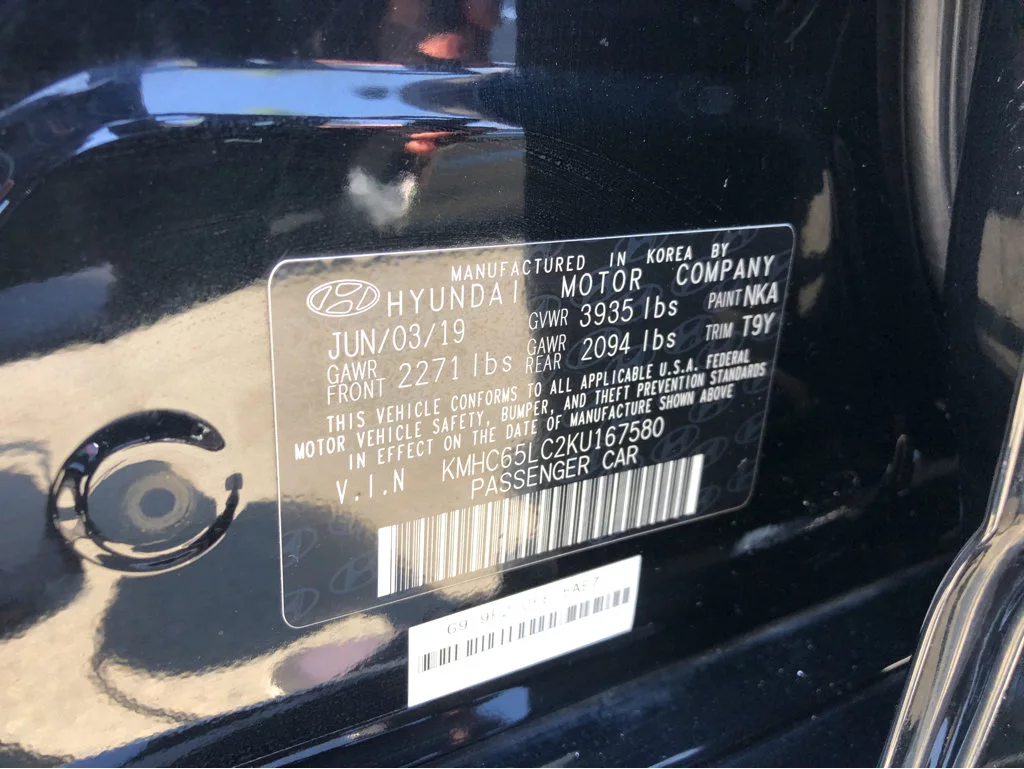 MANUFACTURED IN KOREA BY
HYUNDAI MOTOR COMPANY
JUN/03/19 GVWR 3935 lbs PAINT NKA
GAWR FRONT 2271 lbs GAWR REAR 2094 lbs TRIM T9Y
THIS VEHICLE CONFORMS TO ALL APPLICABLE U.S.A. FEDERAL
MOTOR VEHICLE SAFETY, BUMPER, AND THEFT PREVENTION STANDARDS
IN EFFECT ON THE DATE OF MANUFACTURE SHOWN ABOVE
V.I.N KMHC65LC2KU167580
PASSENGER CAR